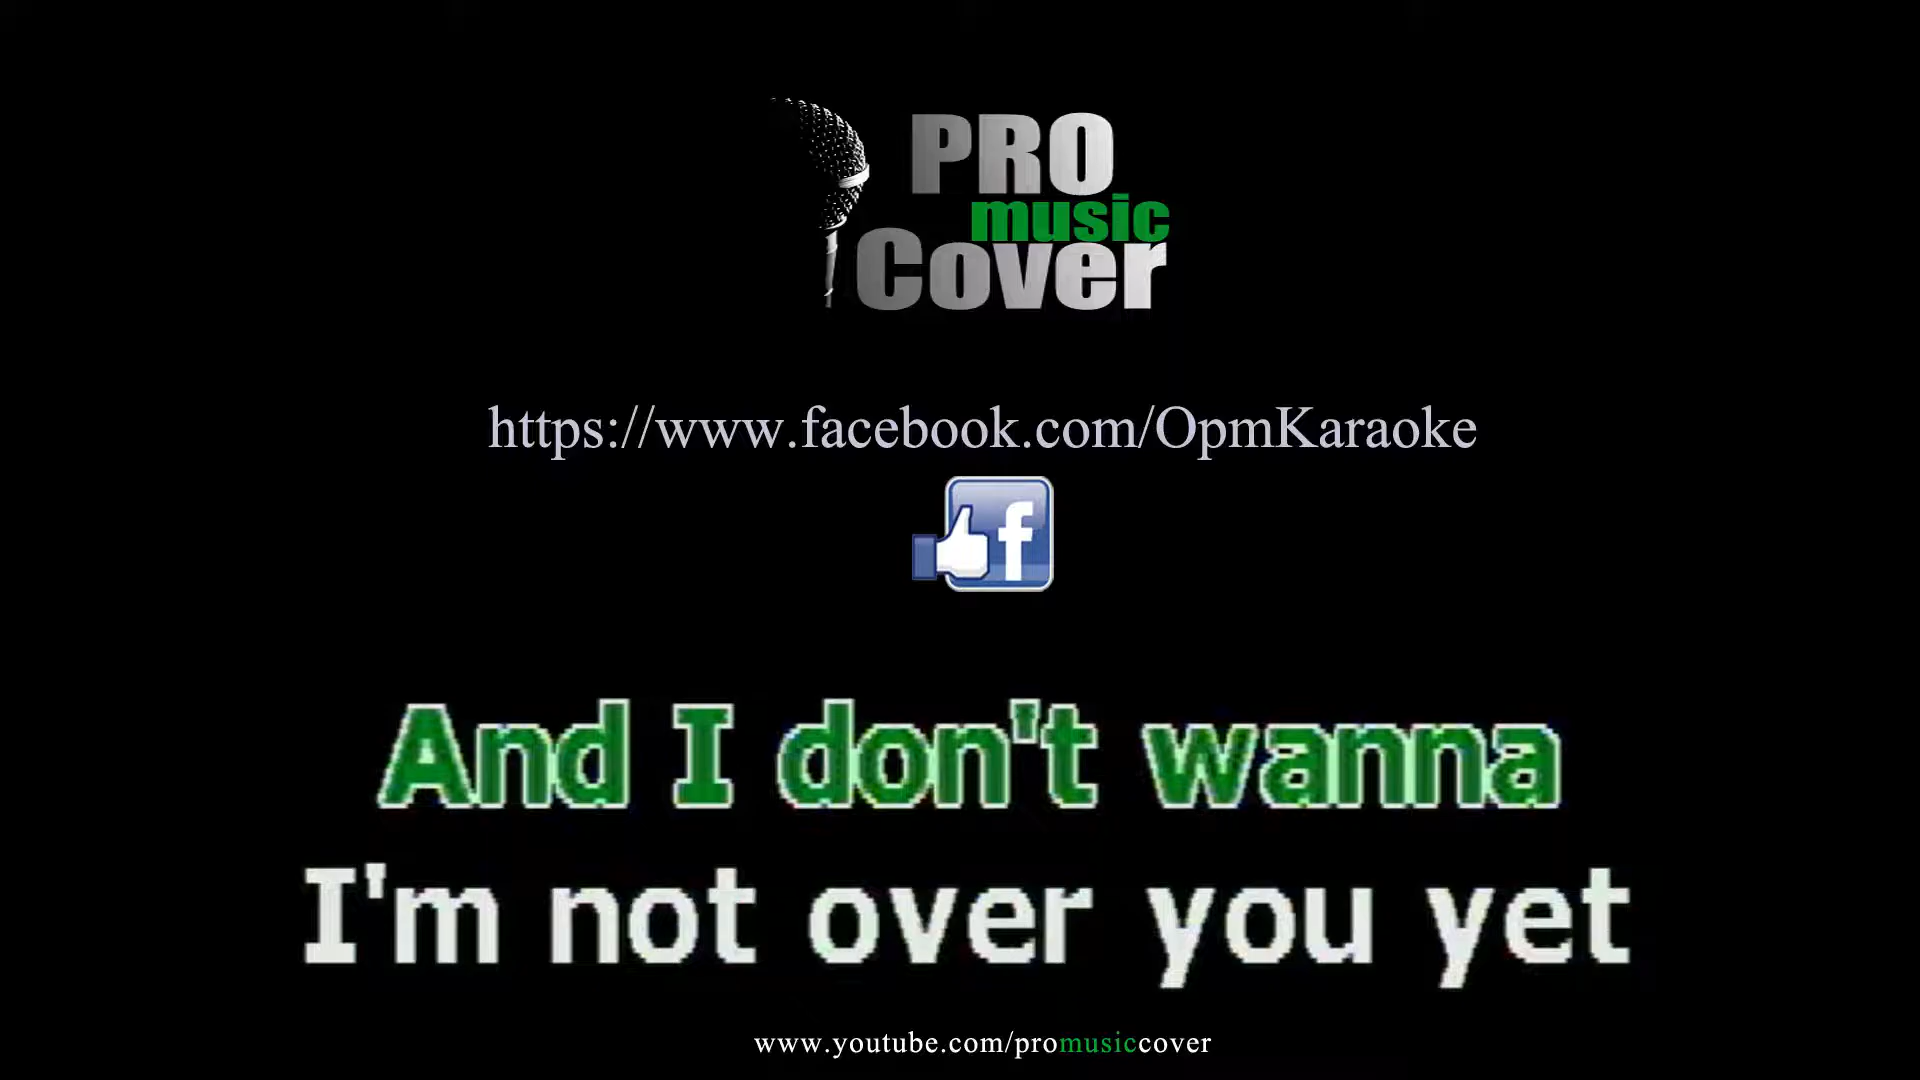 PRO
music
Cover
https://www.facebook.com/OpmKaraoke
f
And I don't wanna
I'm not over you yet
www.youtube.com/promusiccover